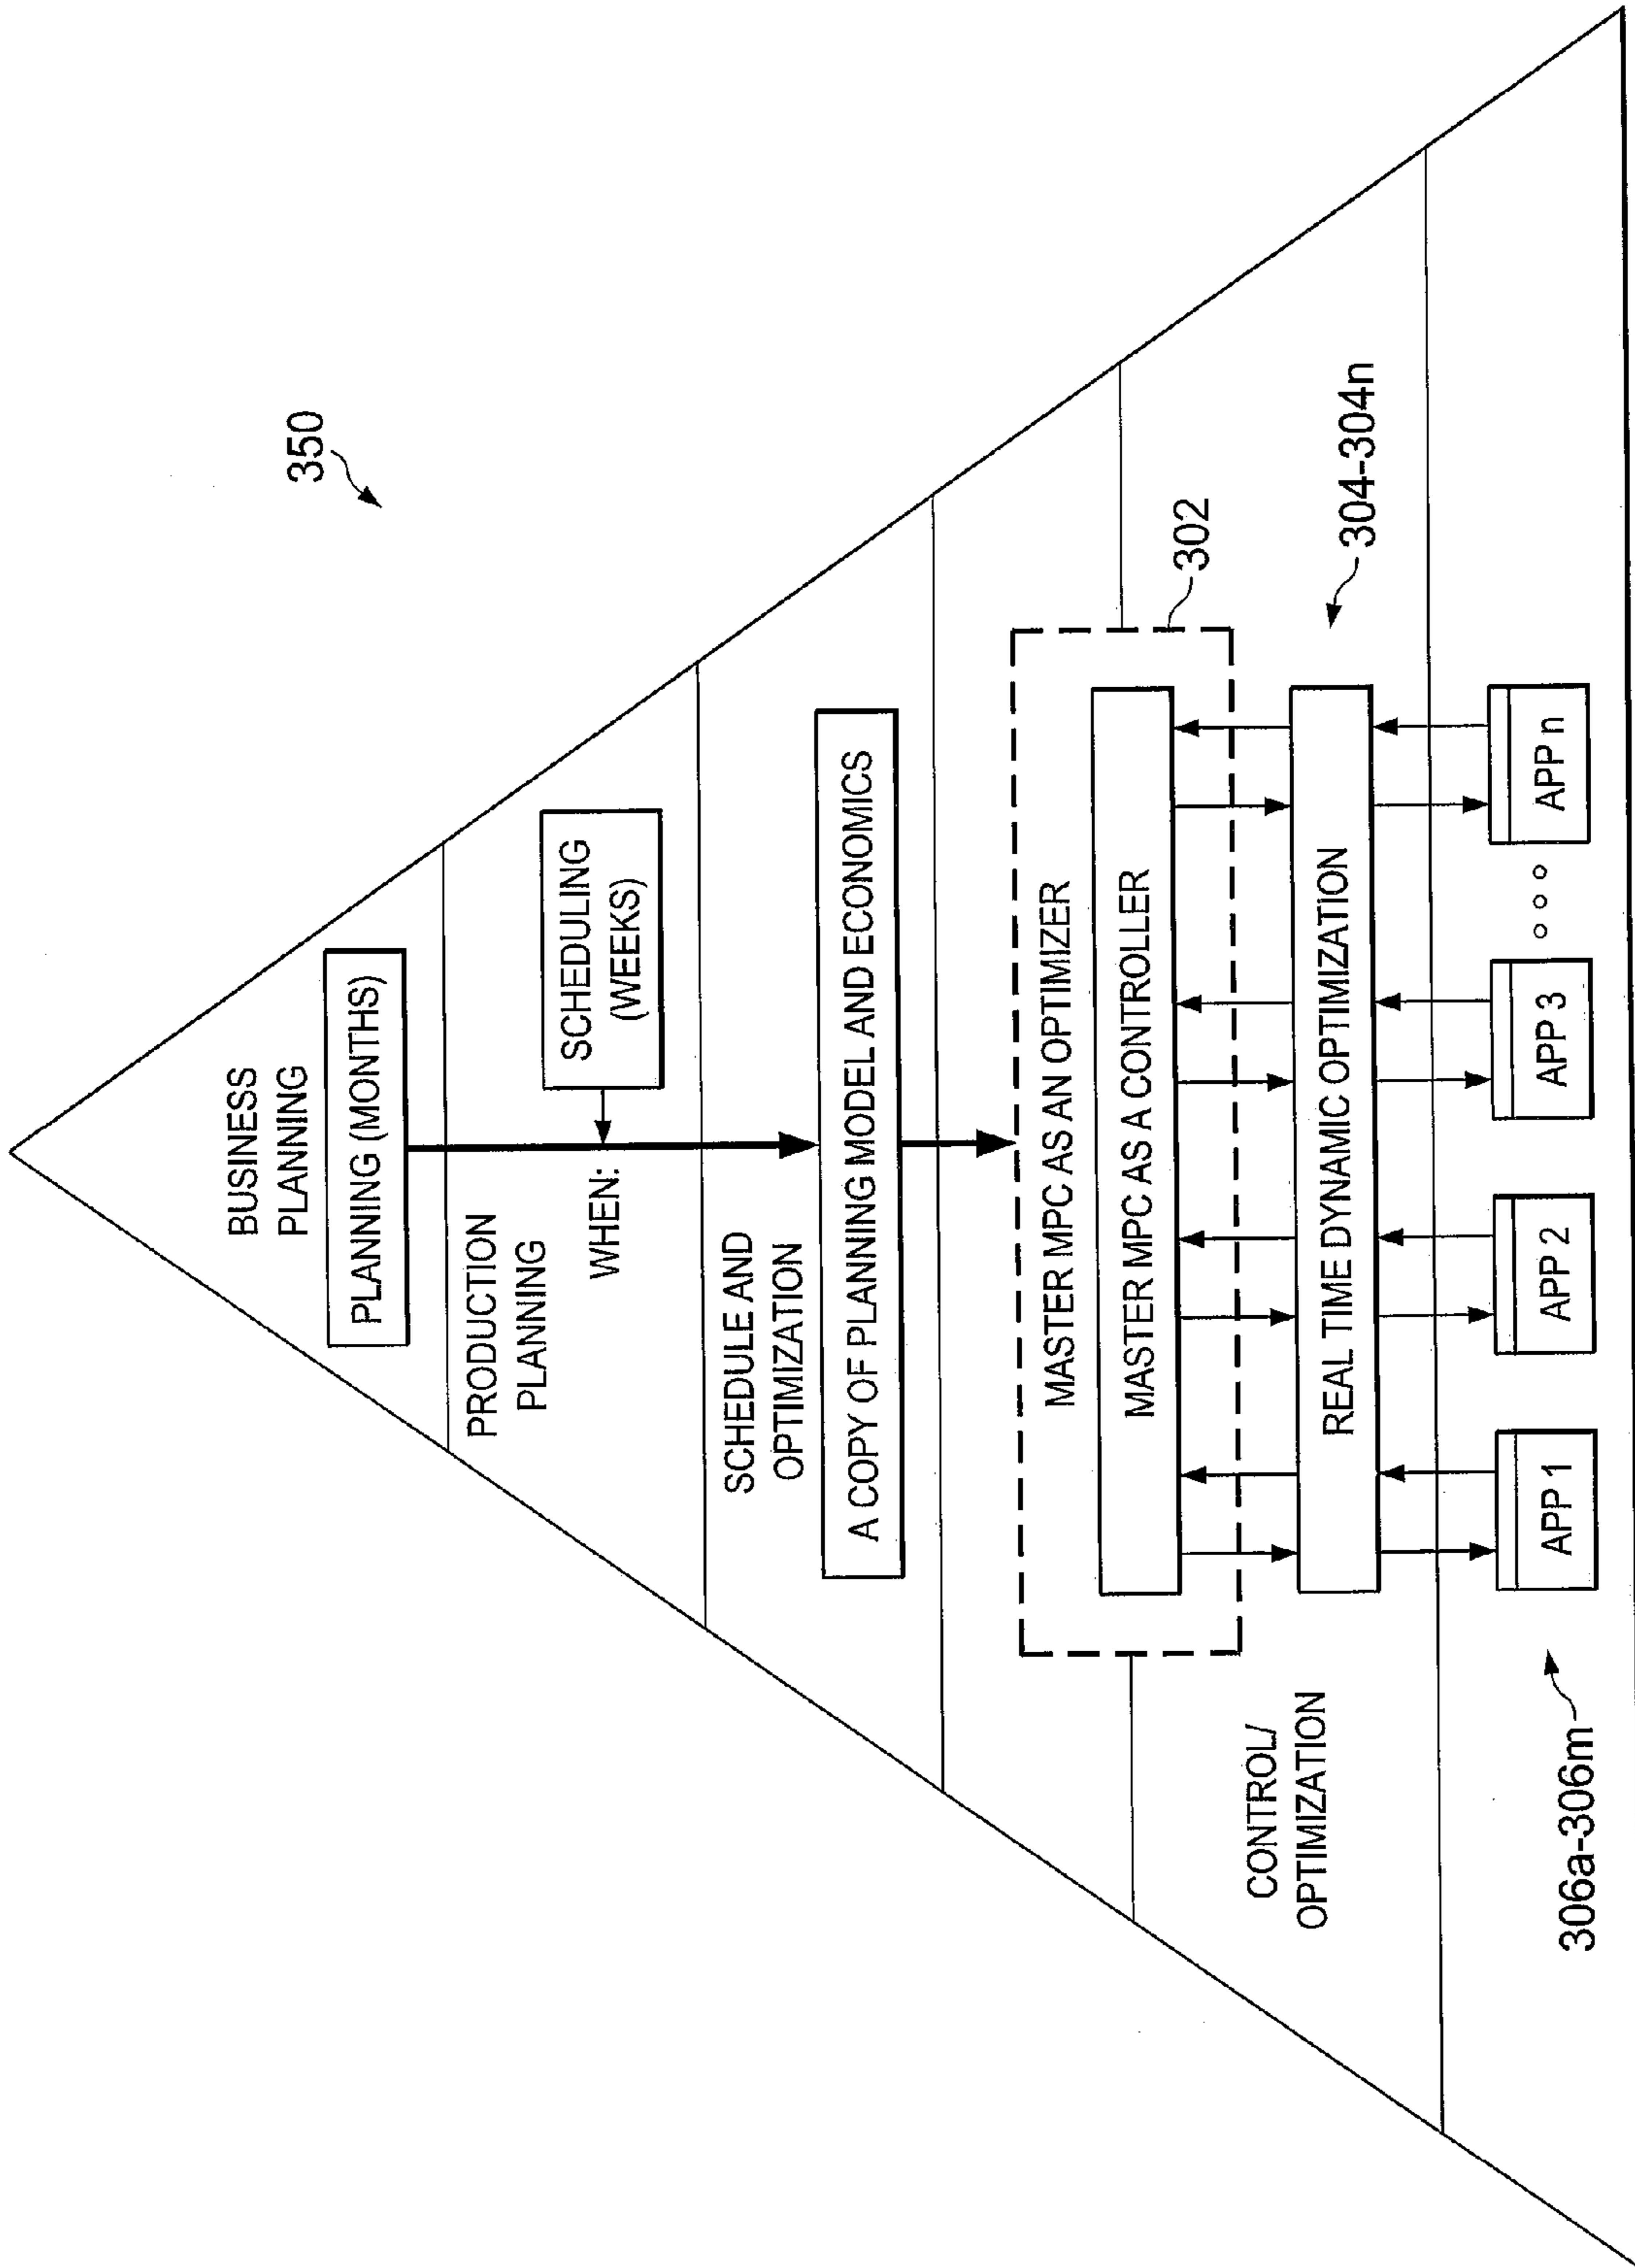 350
BUSINESS
PLANNING
PLANNING (MONTHS)
PRODUCTION
PLANNING
WHEN:
SCHEDULING
(WEEKS)
SCHEDULE AND
OPTIMIZATION
A COPY OF PLANNING MODEL AND ECONOMICS
302
MASTER MPC AS AN OPTIMIZER
MASTER MPC AS A CONTROLLER
304-304n
CONTROL/
OPTIMIZATION
REAL TIME DYNAMIC OPTIMIZATION
306a-306m
APP 1
APP 2
APP 3
APP n